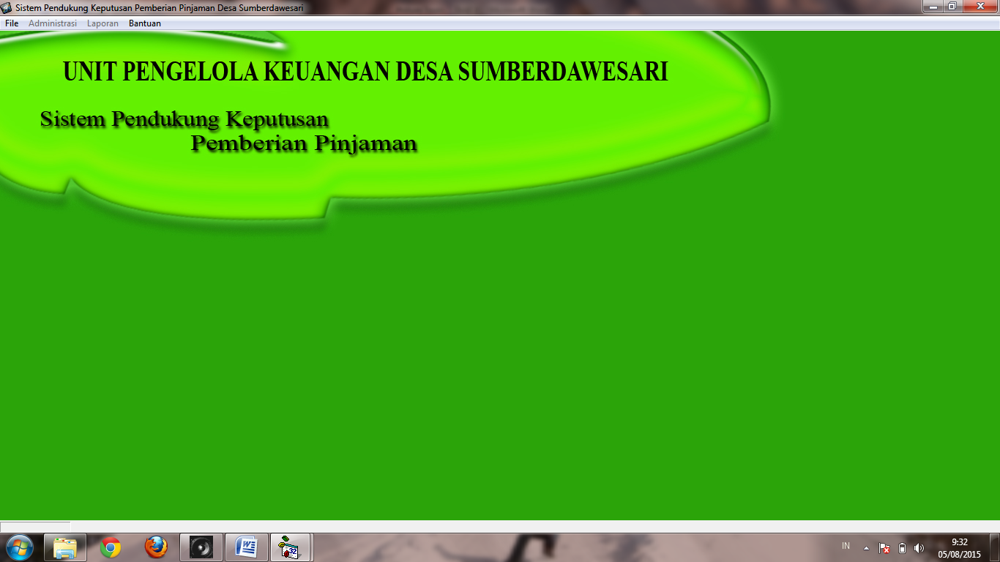 Sistem Pendukung Keputusan Pemberian Pinjaman Desa Sumberdawesari
File Administrasi Laporan Bantuan
UNIT PENGELOLA KEUANGAN DESA SUMBERDAWESARI
Sistem Pendukung Keputusan
Pemberian Pinjaman
32
IN
9:32
05/08/2015